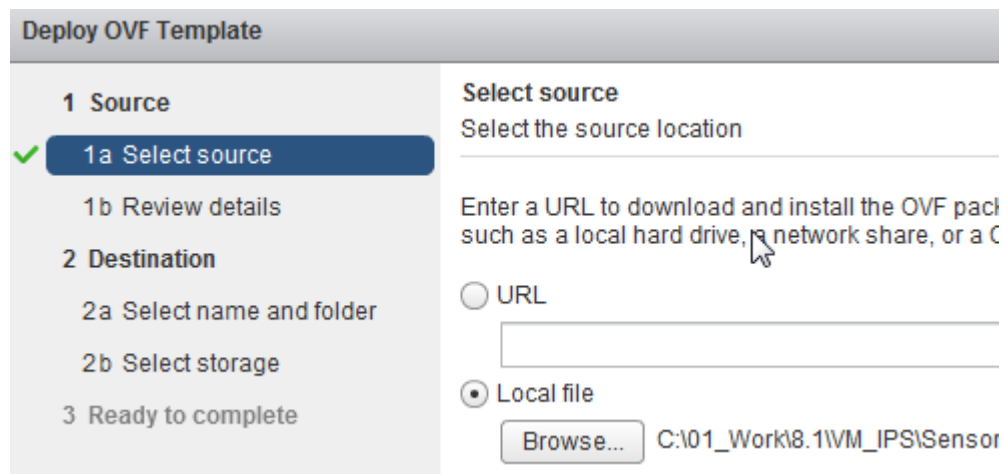 Deploy OVF Template
1 Source
1a Select source
1b Review details
2 Destination
2a Select name and folder
2b Select storage
3 Ready to complete
Select source
Select the source location
Enter a URL to download and install the OVF
such as a local hard drive, a network share, or a
URL
Local file
Browse... C:\01_Work\8.1\VM_IPS\Sensor